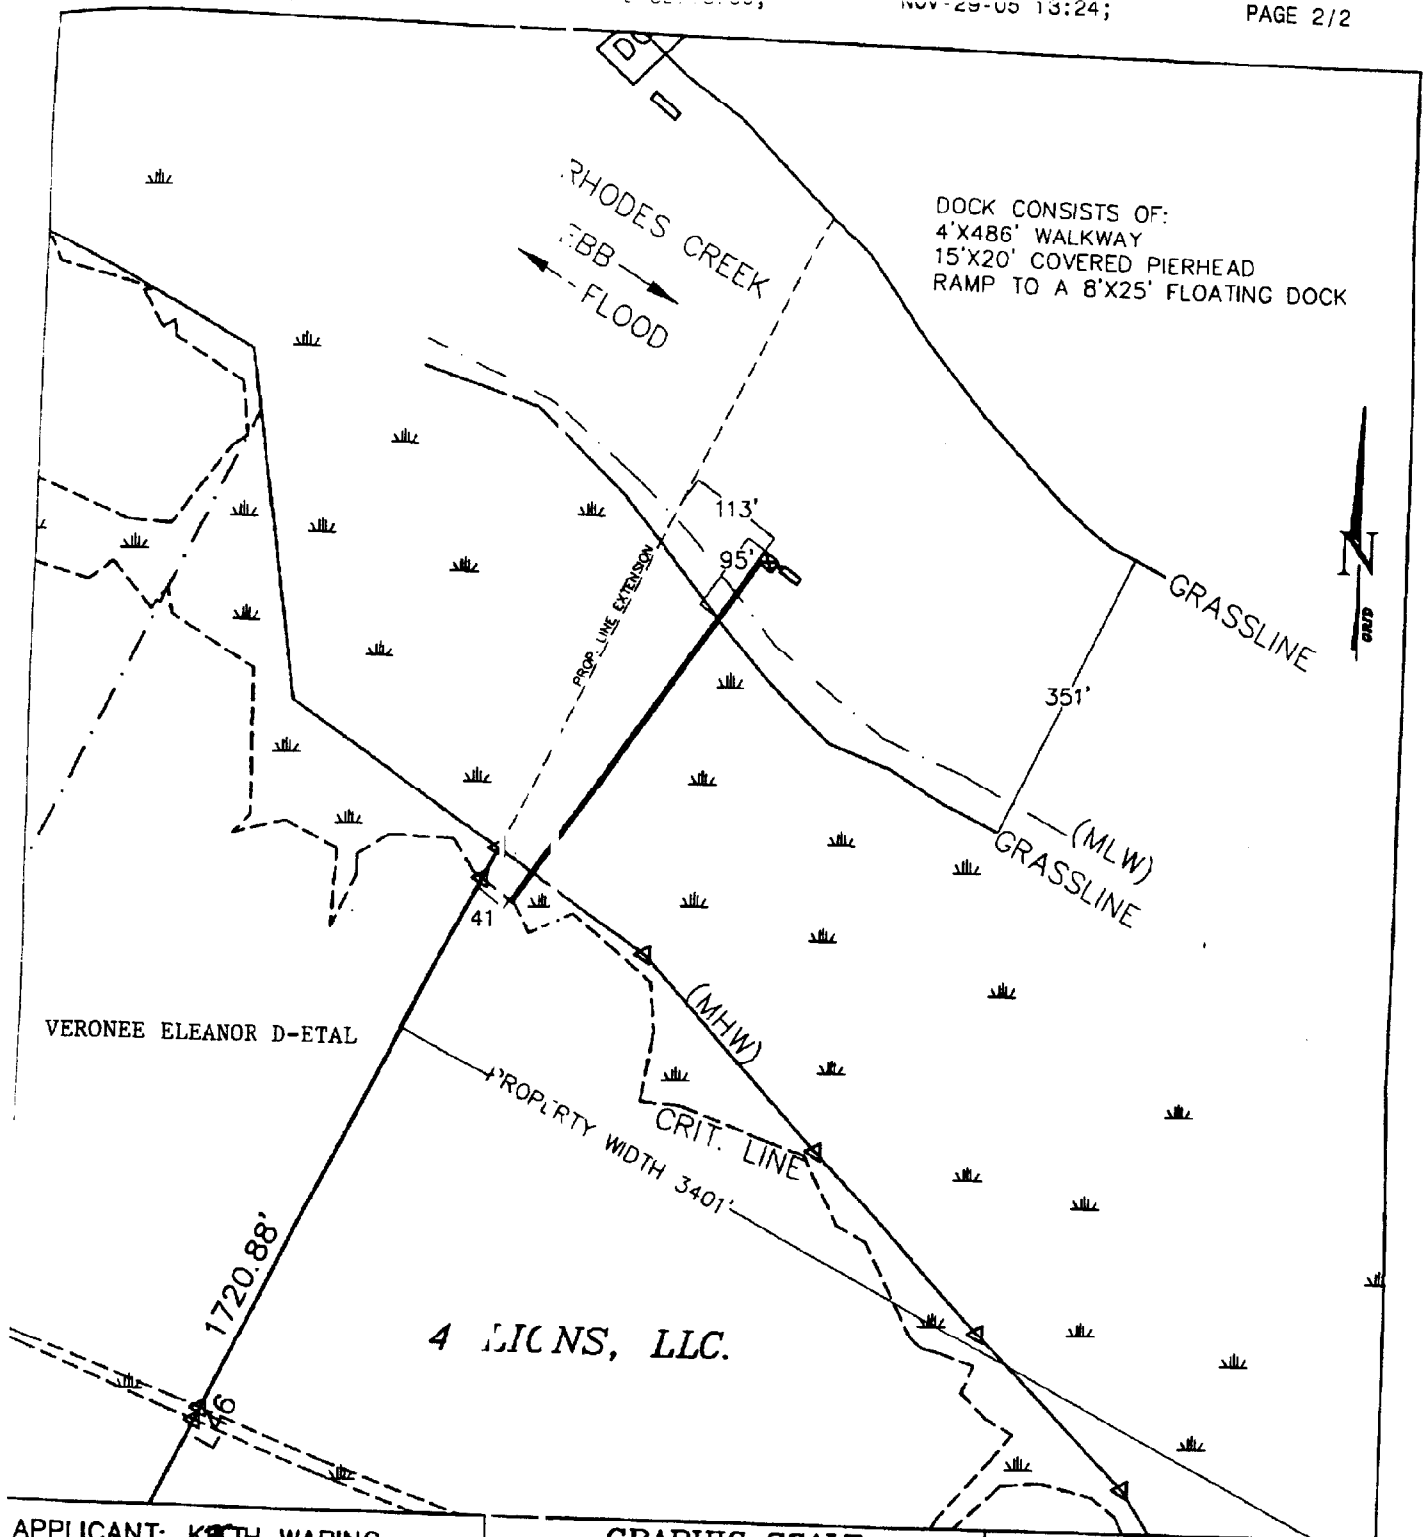 NOV-29-05 13:24;
PAGE 2/2
RHODES CREEK
EBB
FLOOD
DOCK CONSISTS OF:
4'X486' WALKWAY
15'X20' COVERED PIERHEAD
RAMP TO A 8'X25' FLOATING DOCK
113'
95'
PROP LINE EXTENSION
N
GRID
GRASSLINE
351'
(MLW)
GRASSLINE
41
(MHW)
VERONEE ELEANOR D-ETAL
PROPERTY WIDTH 3401'
CRIT. LINE
1720.88'
4 LIONS, LLC.
APPLICANT: WARING
GRAPHIC SCALE